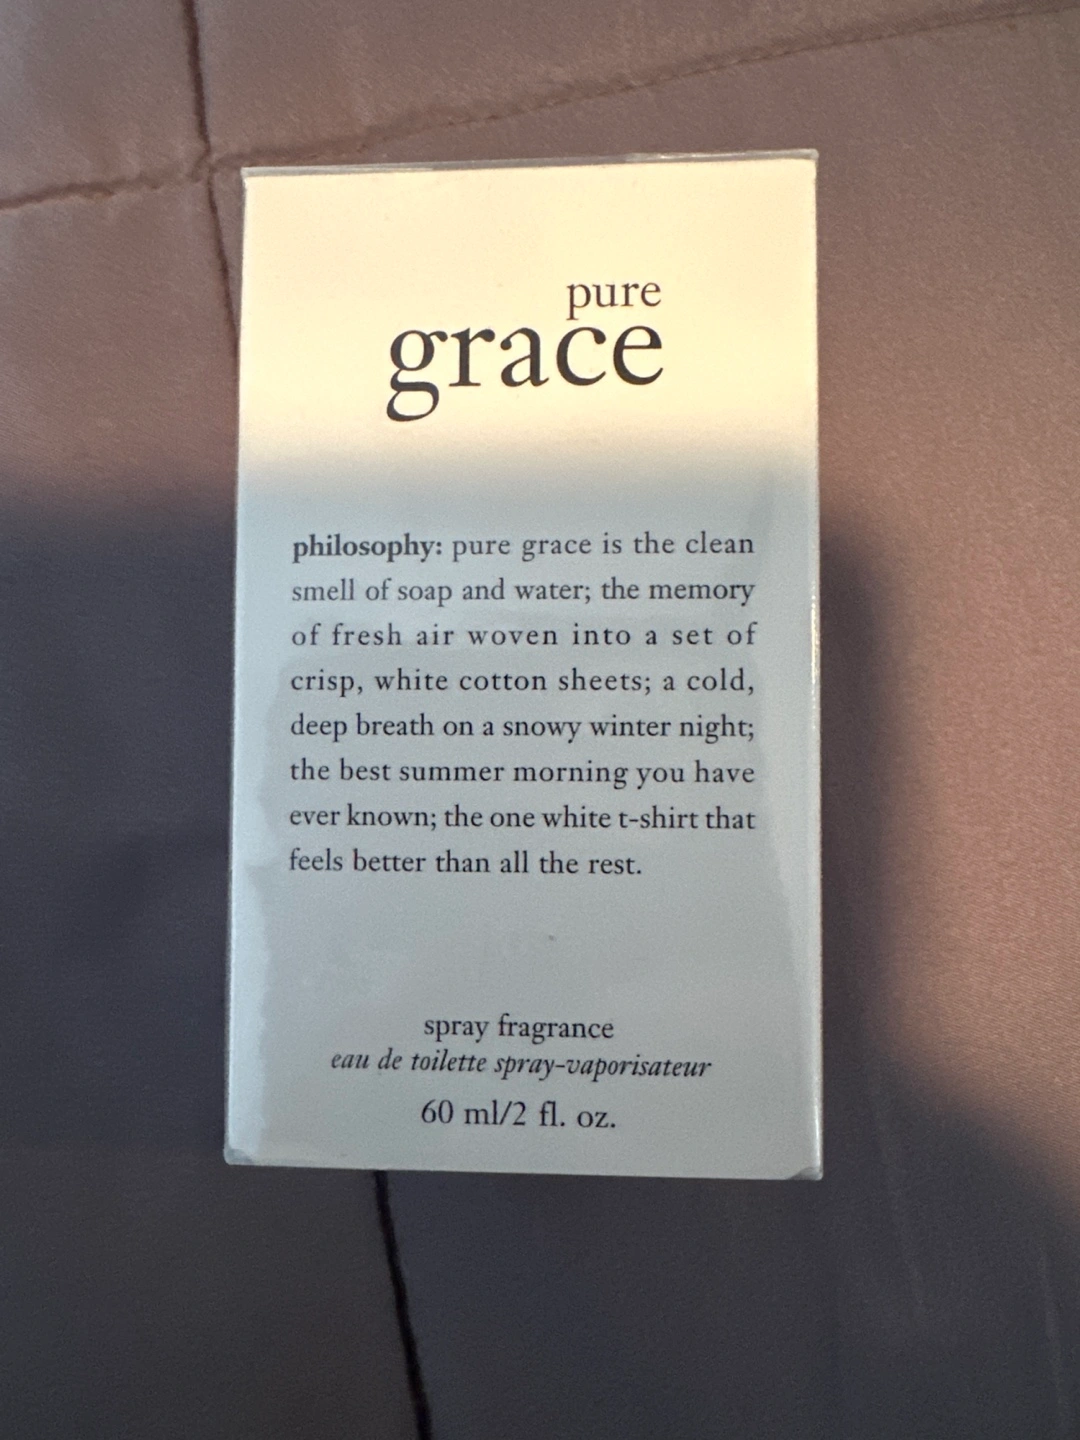 pure
grace
philosophy: pure grace is the clean
smell of soap and water; the memory
of fresh air woven into a set of
crisp, white cotton sheets; a cold,
deep breath on a snowy winter night;
the best summer morning you have
ever known; the one white t-shirt that
feels better than all the rest.
spray fragrance
eau de toilette spray-vaporisateur
60 ml/2 fl. oz.